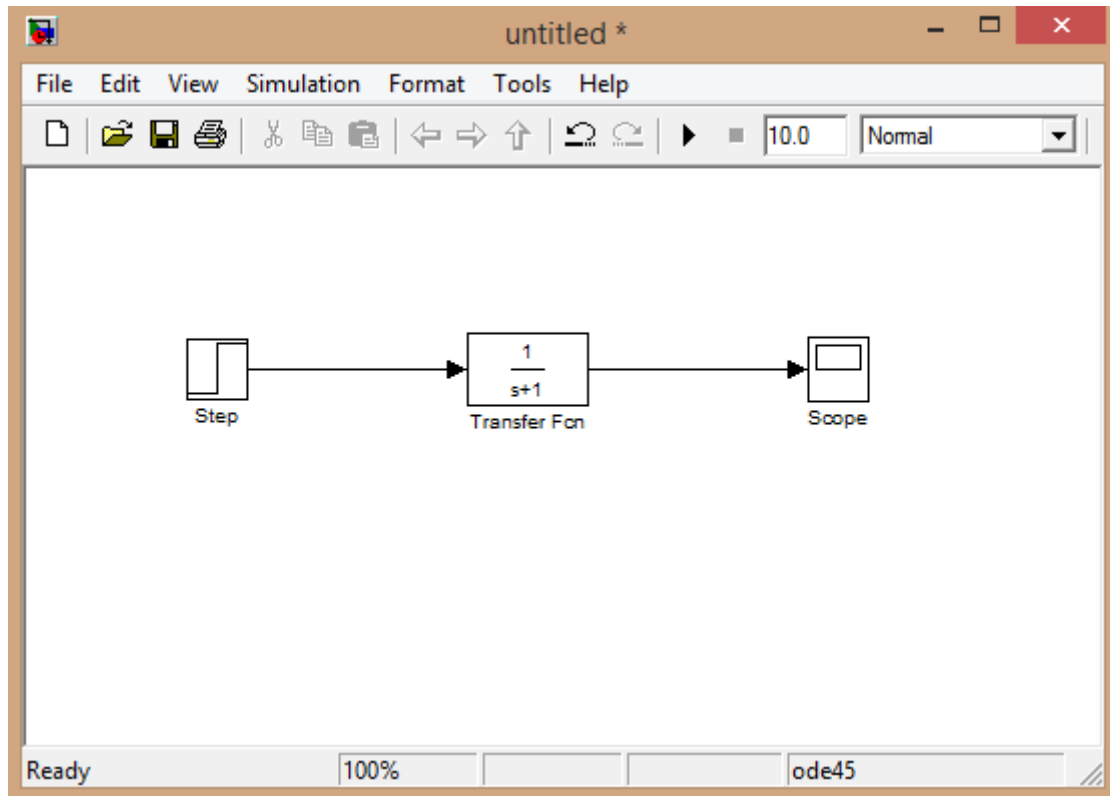 untitled *
File Edit View Simulation Format Tools Help
10.0 Normal
1
s+1
Step
Transfer Fcn
Scope
Ready 100% ode45